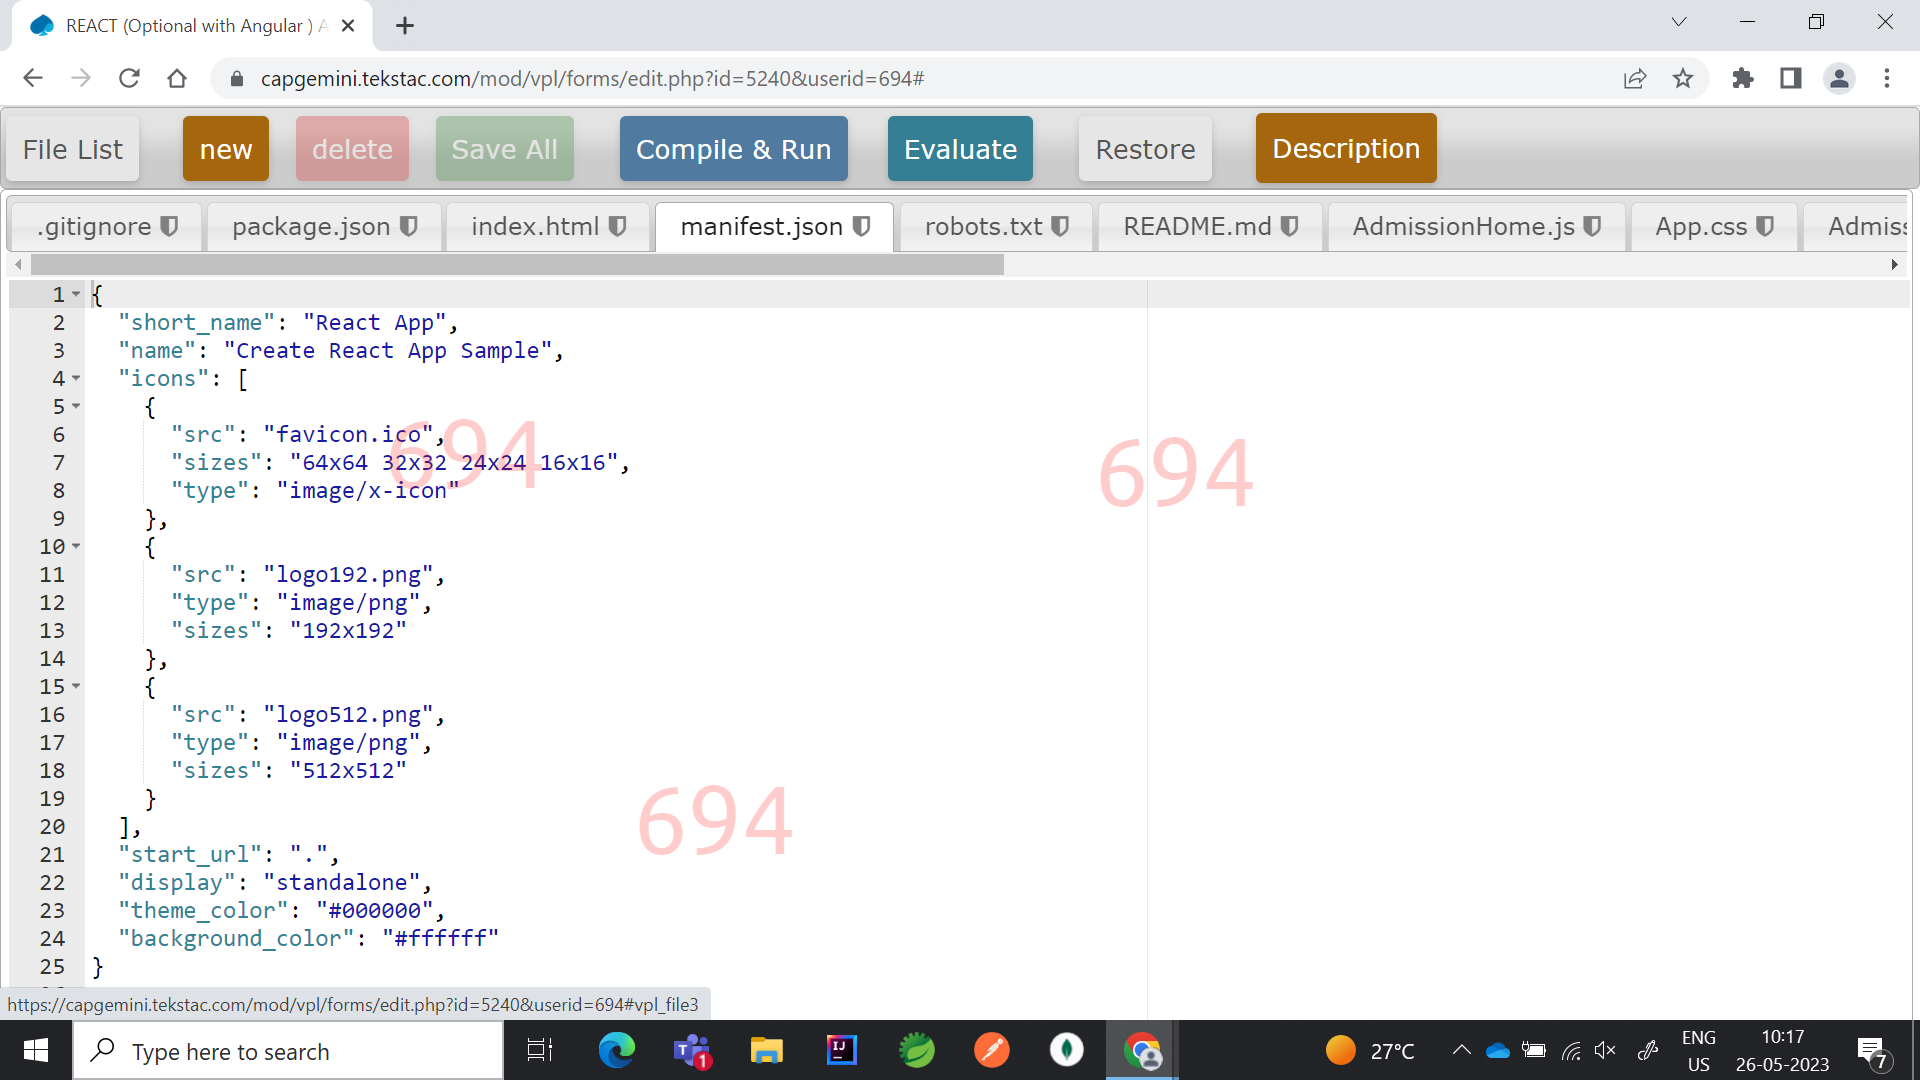 REACT (Optional with Angular ) A
capgemini.tekstac.com/mod/vpl/forms/edit.php?id=5240&userid=694#
File List new delete Save All Compile & Run Evaluate Restore Description
.gitignore package.json index.html manifest.json robots.txt README.md AdmissionHome.js App.css Admiss
1 {
2 "short_name": "React App",
3 "name": "Create React App Sample",
4 "icons": [
5 {
6 "src": "favicon.ico",
7 "sizes": "64x64 32x32 24x24 16x16",
8 "type": "image/x-icon"
9 },
10 {
11 "src": "logo192.png",
12 "type": "image/png",
13 "sizes": "192x192"
14 },
15 {
16 "src": "logo512.png",
17 "type": "image/png",
18 "sizes": "512x512"
19 }
20 ],
21 "start_url": ".",
22 "display": "standalone",
23 "theme_color": "#000000",
24 "background_color": "#ffffff"
25 }
694
694
694
https://capgemini.tekstac.com/mod/vpl/forms/edit.php?id=5240&userid=694#vpl_file3
Type here to search
T 1
IJ
27°C
ENG
US
10:17
26-05-2023
7